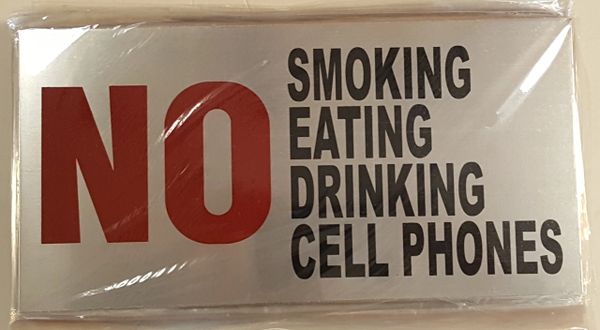 NO
SMOKING
EATING
DRINKING
CELL PHONES